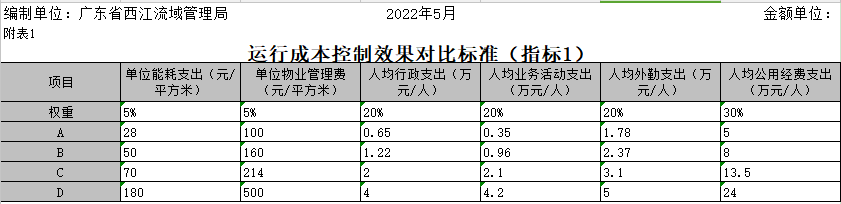 编制单位：广东省西江流域管理局 2022年5月 金额单位：
附表1
运行成本控制效果对比标准（指标1）
项目 单位能耗支出（元/平方米） 单位物业管理费（元/平方米） 人均行政支出（万元/人） 人均业务活动支出（万元/人） 人均外勤支出（万元/人） 人均公用经费支出（万元/人）
权重 5% 5% 20% 20% 20% 30%
A 28 100 0.65 0.35 1.78 5
B 50 160 1.22 0.96 2.37 8
C 70 214 2 2.1 3.1 13.5
D 180 500 4 4.2 5 24